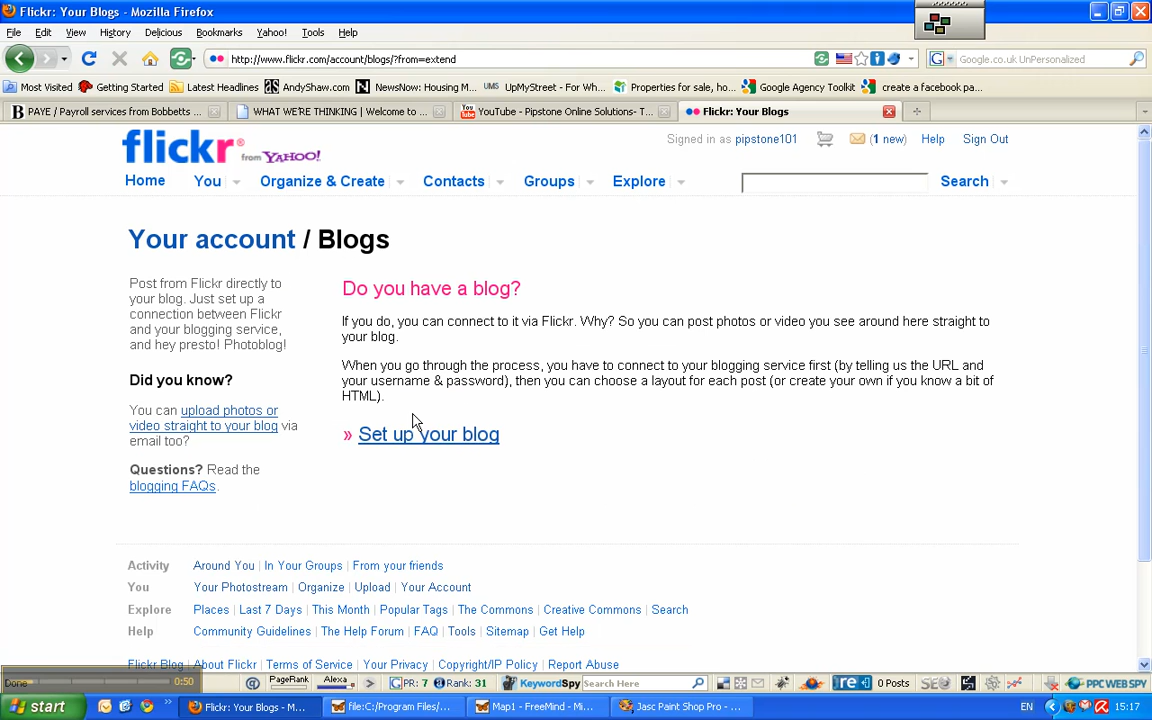 Flickr: Your Blogs - Mozilla Firefox
File Edit View History Delicious Bookmarks Yahoo! Tools Help
http://www.flickr.com/account/blogs/?from=extend
Google.co.uk UnPersonalized
Most Visited Getting Started Latest Headlines AndyShaw.com NewsNow: Housing M... UpMyStreet - For Wh... Properties for sale, ho... Google Agency Toolkit create a facebook pa...
PAYE / Payroll services from Bobbetts ... WHAT WE'RE THINKING | Welcome to ... YouTube - Pipstone Online Solutions- T... Flickr: Your Blogs
flickr from YAHOO!
Signed in as pipstone101 (1 new) Help Sign Out
Home You Organize & Create Contacts Groups Explore Search
Your account / Blogs
Post from Flickr directly to
your blog. Just set up a
connection between Flickr
and your blogging service,
and hey presto! Photoblog!
Did you know?
You can upload photos or
video straight to your blog via
email too?
Questions? Read the
blogging FAQs.
Do you have a blog?
If you do, you can connect to it via Flickr. Why? So you can post photos or video you see around here straight to
your blog.
When you go through the process, you have to connect to your blogging service first (by telling us the URL and
your username & password), then you can choose a layout for each post (or create your own if you know a bit of
HTML).
» Set up your blog
Activity Around You | In Your Groups | From your friends
You Your Photostream | Organize | Upload | Your Account
Explore Places | Last 7 Days | This Month | Popular Tags | The Commons | Creative Commons | Search
Help Community Guidelines | The Help Forum | FAQ | Tools | Sitemap | Get Help
Flickr Blog | About Flickr | Terms of Service | Your Privacy | Copyright/IP Policy | Report Abuse
Done 0:50 PageRank Alexa PR: 7 Rank: 31 KeywordSpy Search Here 0 Posts PPC WEB SPY
start Flickr: Your Blogs - M... file:C:/Program Files/... Map1 - FreeMind - Mi... Jasc Paint Shop Pro - ... EN 15:17